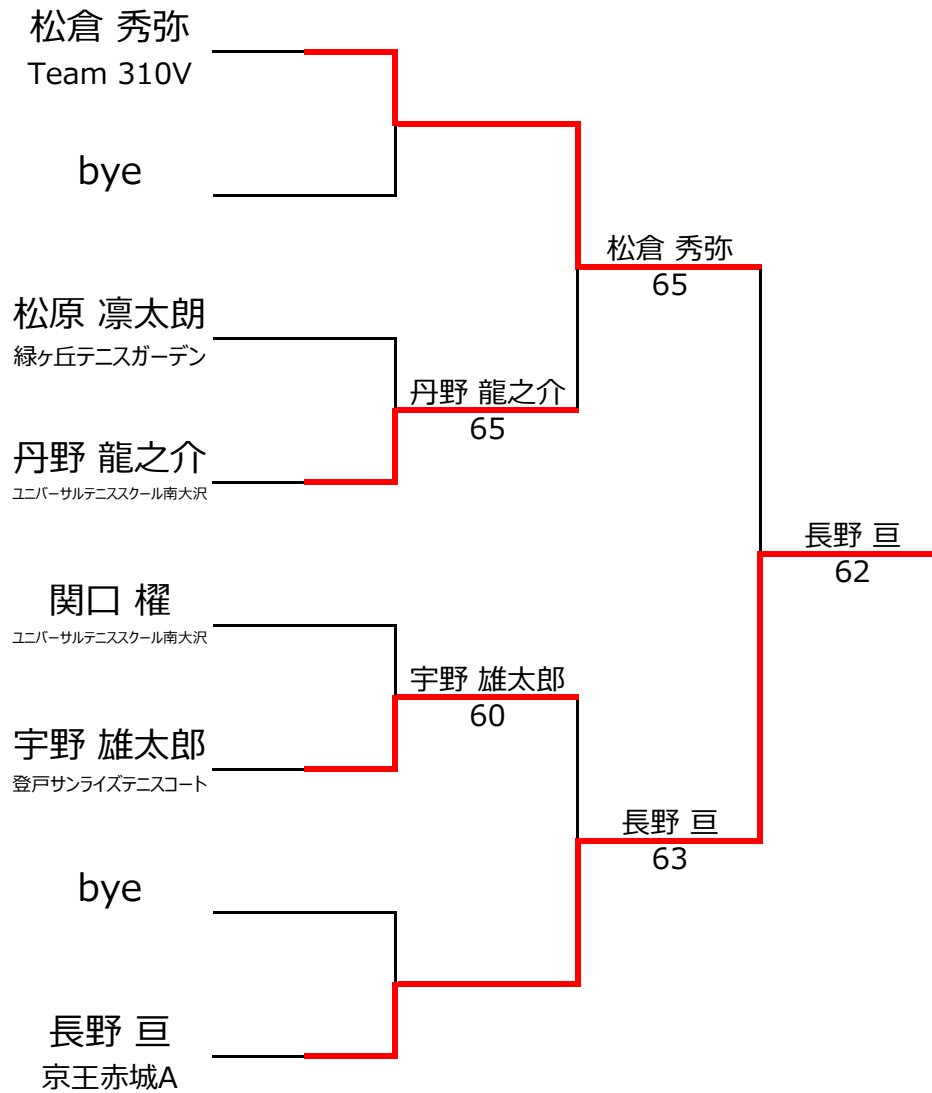 松倉 秀弥
Team 310V
bye
松倉 秀弥
65
松原 凛太朗
緑ヶ丘テニスガーデン
丹野 龍之介
65
丹野 龍之介
ユニバーサルテニススクール南大沢
長野 亘
62
関口 櫂
ユニバーサルテニススクール南大沢
宇野 雄太郎
60
宇野 雄太郎
登戸サンライズテニスコート
長野 亘
63
bye
長野 亘
京王赤城A